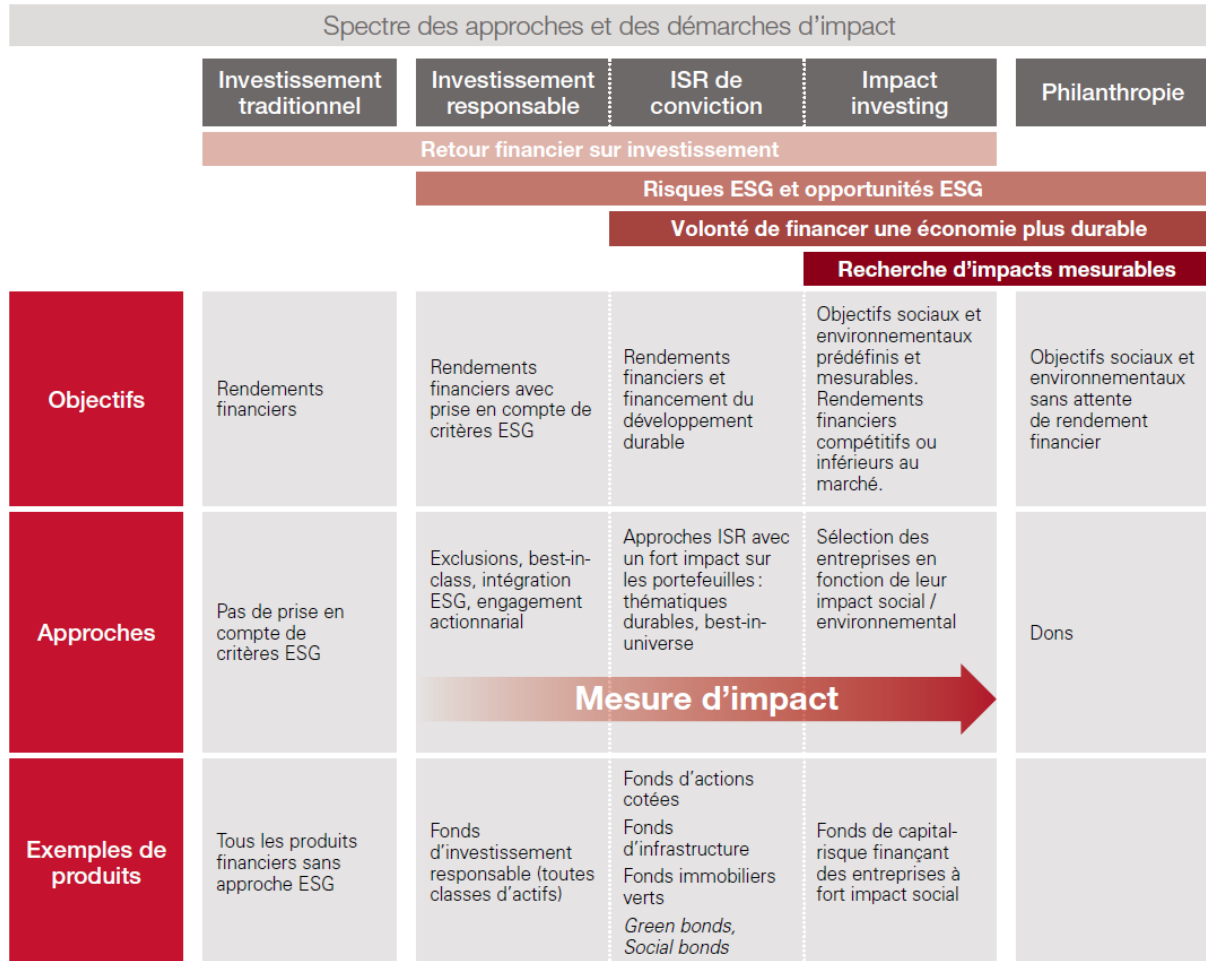 Spectre des approches et des démarches d'impact
Investissement
traditionnel
Investissement
responsable
ISR de
conviction
Impact
investing
Philanthropie
Retour financier sur investissement
Risques ESG et opportunités ESG
Volonté de financer une économie plus durable
Recherche d'impacts mesurables
Objectifs
Rendements
financiers
Rendements
financiers avec
prise en compte de
critères ESG
Rendements
financiers et
financement du
développement
durable
Objectifs sociaux et
environnementaux
prédéfinis et
mesurables.
Rendements
financiers
compétitifs ou
inférieurs au
marché.
Objectifs sociaux et
environnementaux
sans attente
de rendement
financier
Approches
Pas de prise en
compte de
critères ESG
Exclusions, best-in-
class, intégration
ESG, engagement
actionnarial
Approches ISR avec
un fort impact sur
les portefeuilles :
thématiques
durables, best-in-
universe
Sélection des
entreprises en
fonction de leur
impact social /
environnemental
Dons
Mesure d'impact
Exemples de
produits
Tous les produits
financiers sans
approche ESG
Fonds
d'investissement
responsable (toutes
classes d'actifs)
Fonds d'actions
cotées
Fonds
d'infrastructure
Fonds immobiliers
verts
Green bonds,
Social bonds
Fonds de capital-
risque finançant
des entreprises à
fort impact social